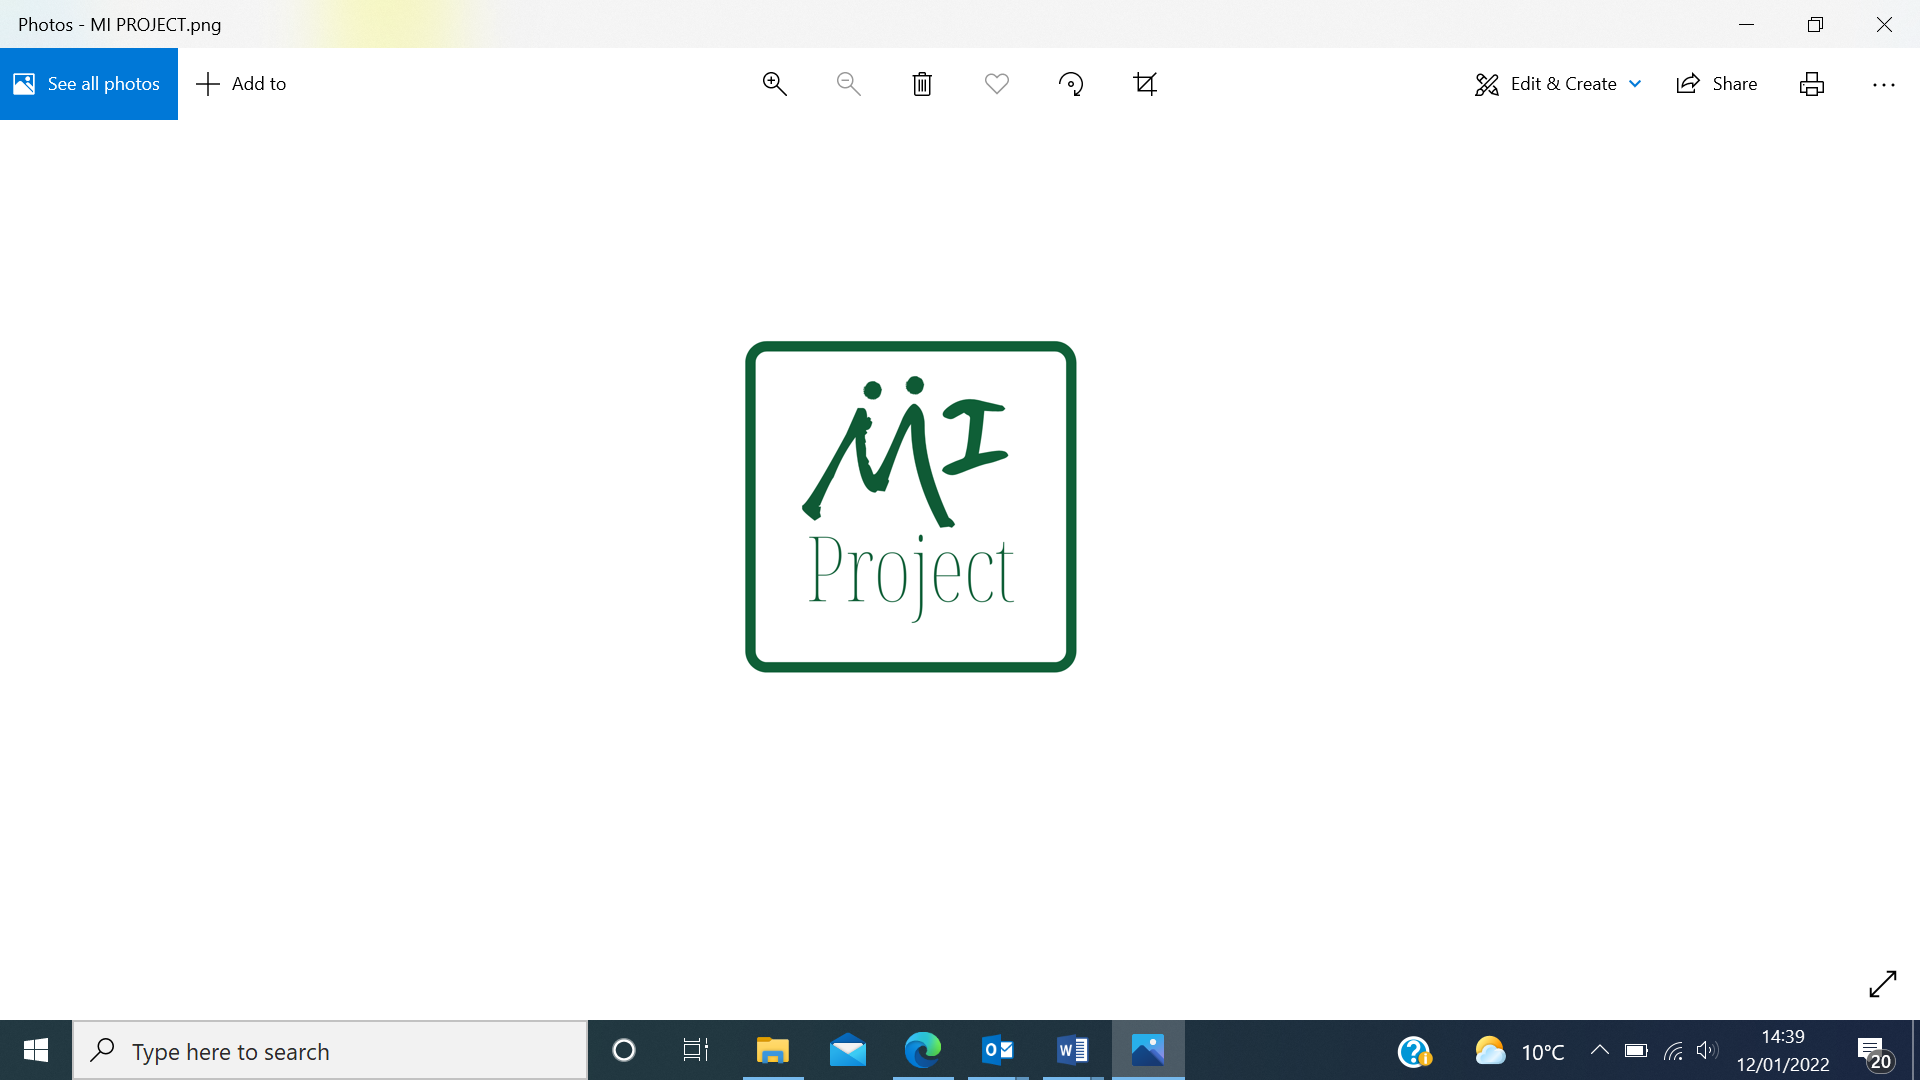 Photos - MI PROJECT.png
See all photos
Add to
Edit & Create
Share
MI
Project
Type here to search
10°C
14:39
12/01/2022
20